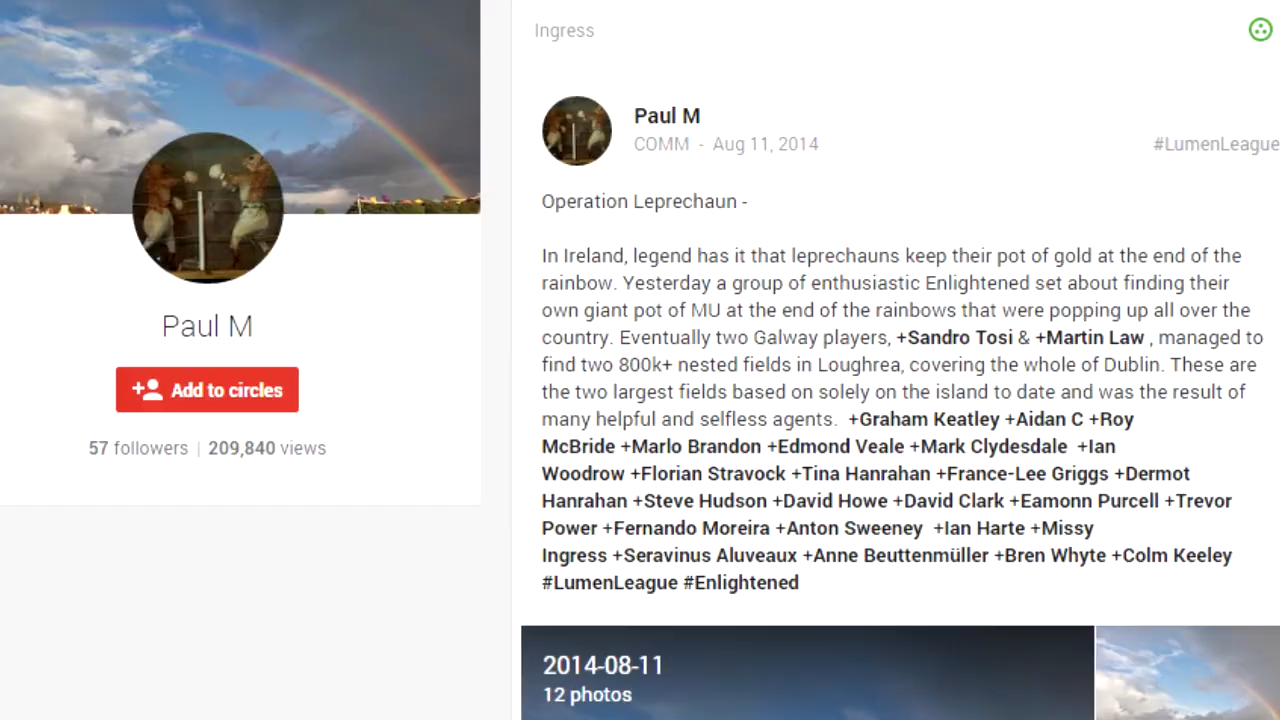 Ingress
Paul M
COMM - Aug 11, 2014
#LumenLeague
Operation Leprechaun -
In Ireland, legend has it that leprechauns keep their pot of gold at the end of the
rainbow. Yesterday a group of enthusiastic Enlightened set about finding their
own giant pot of MU at the end of the rainbows that were popping up all over the
country. Eventually two Galway players, +Sandro Tosi & +Martin Law , managed to
find two 800k+ nested fields in Loughrea, covering the whole of Dublin. These are
the two largest fields based on solely on the island to date and was the result of
many helpful and selfless agents.  +Graham Keatley +Aidan C +Roy
McBride +Marlo Brandon +Edmond Veale +Mark Clydesdale  +Ian
Woodrow +Florian Stravock +Tina Hanrahan +France-Lee Griggs +Dermot
Hanrahan +Steve Hudson +David Howe +David Clark +Eamonn Purcell +Trevor
Power +Fernando Moreira +Anton Sweeney  +Ian Harte +Missy
Ingress +Seravinus Aluveaux +Anne Beuttenmüller +Bren Whyte +Colm Keeley
#LumenLeague #Enlightened
2014-08-11
12 photos
Paul M
Add to circles
57 followers | 209,840 views